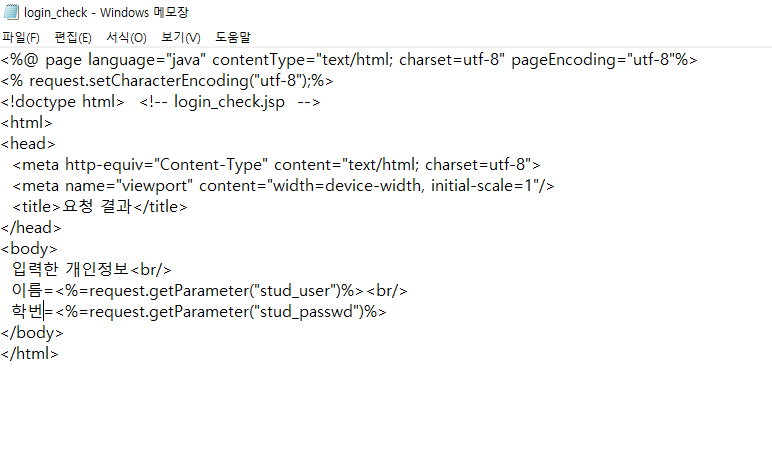 login_check - Windows 메모장
파일(F) 편집(E) 서식(O) 보기(V) 도움말
<%@ page language="java" contentType="text/html; charset=utf-8" pageEncoding="utf-8"%>
<% request.setCharacterEncoding("utf-8");%>
<!doctype html>  <!-- login_check.jsp  -->
<html>
<head>
  <meta http-equiv="Content-Type" content="text/html; charset=utf-8">
  <meta name="viewport" content="width=device-width, initial-scale=1"/>
  <title>요청 결과</title>
</head>
<body>
  입력한 개인정보<br/>
  이름=<%=request.getParameter("stud_user")%><br/>
  학번=<%=request.getParameter("stud_passwd")%>
</body>
</html>